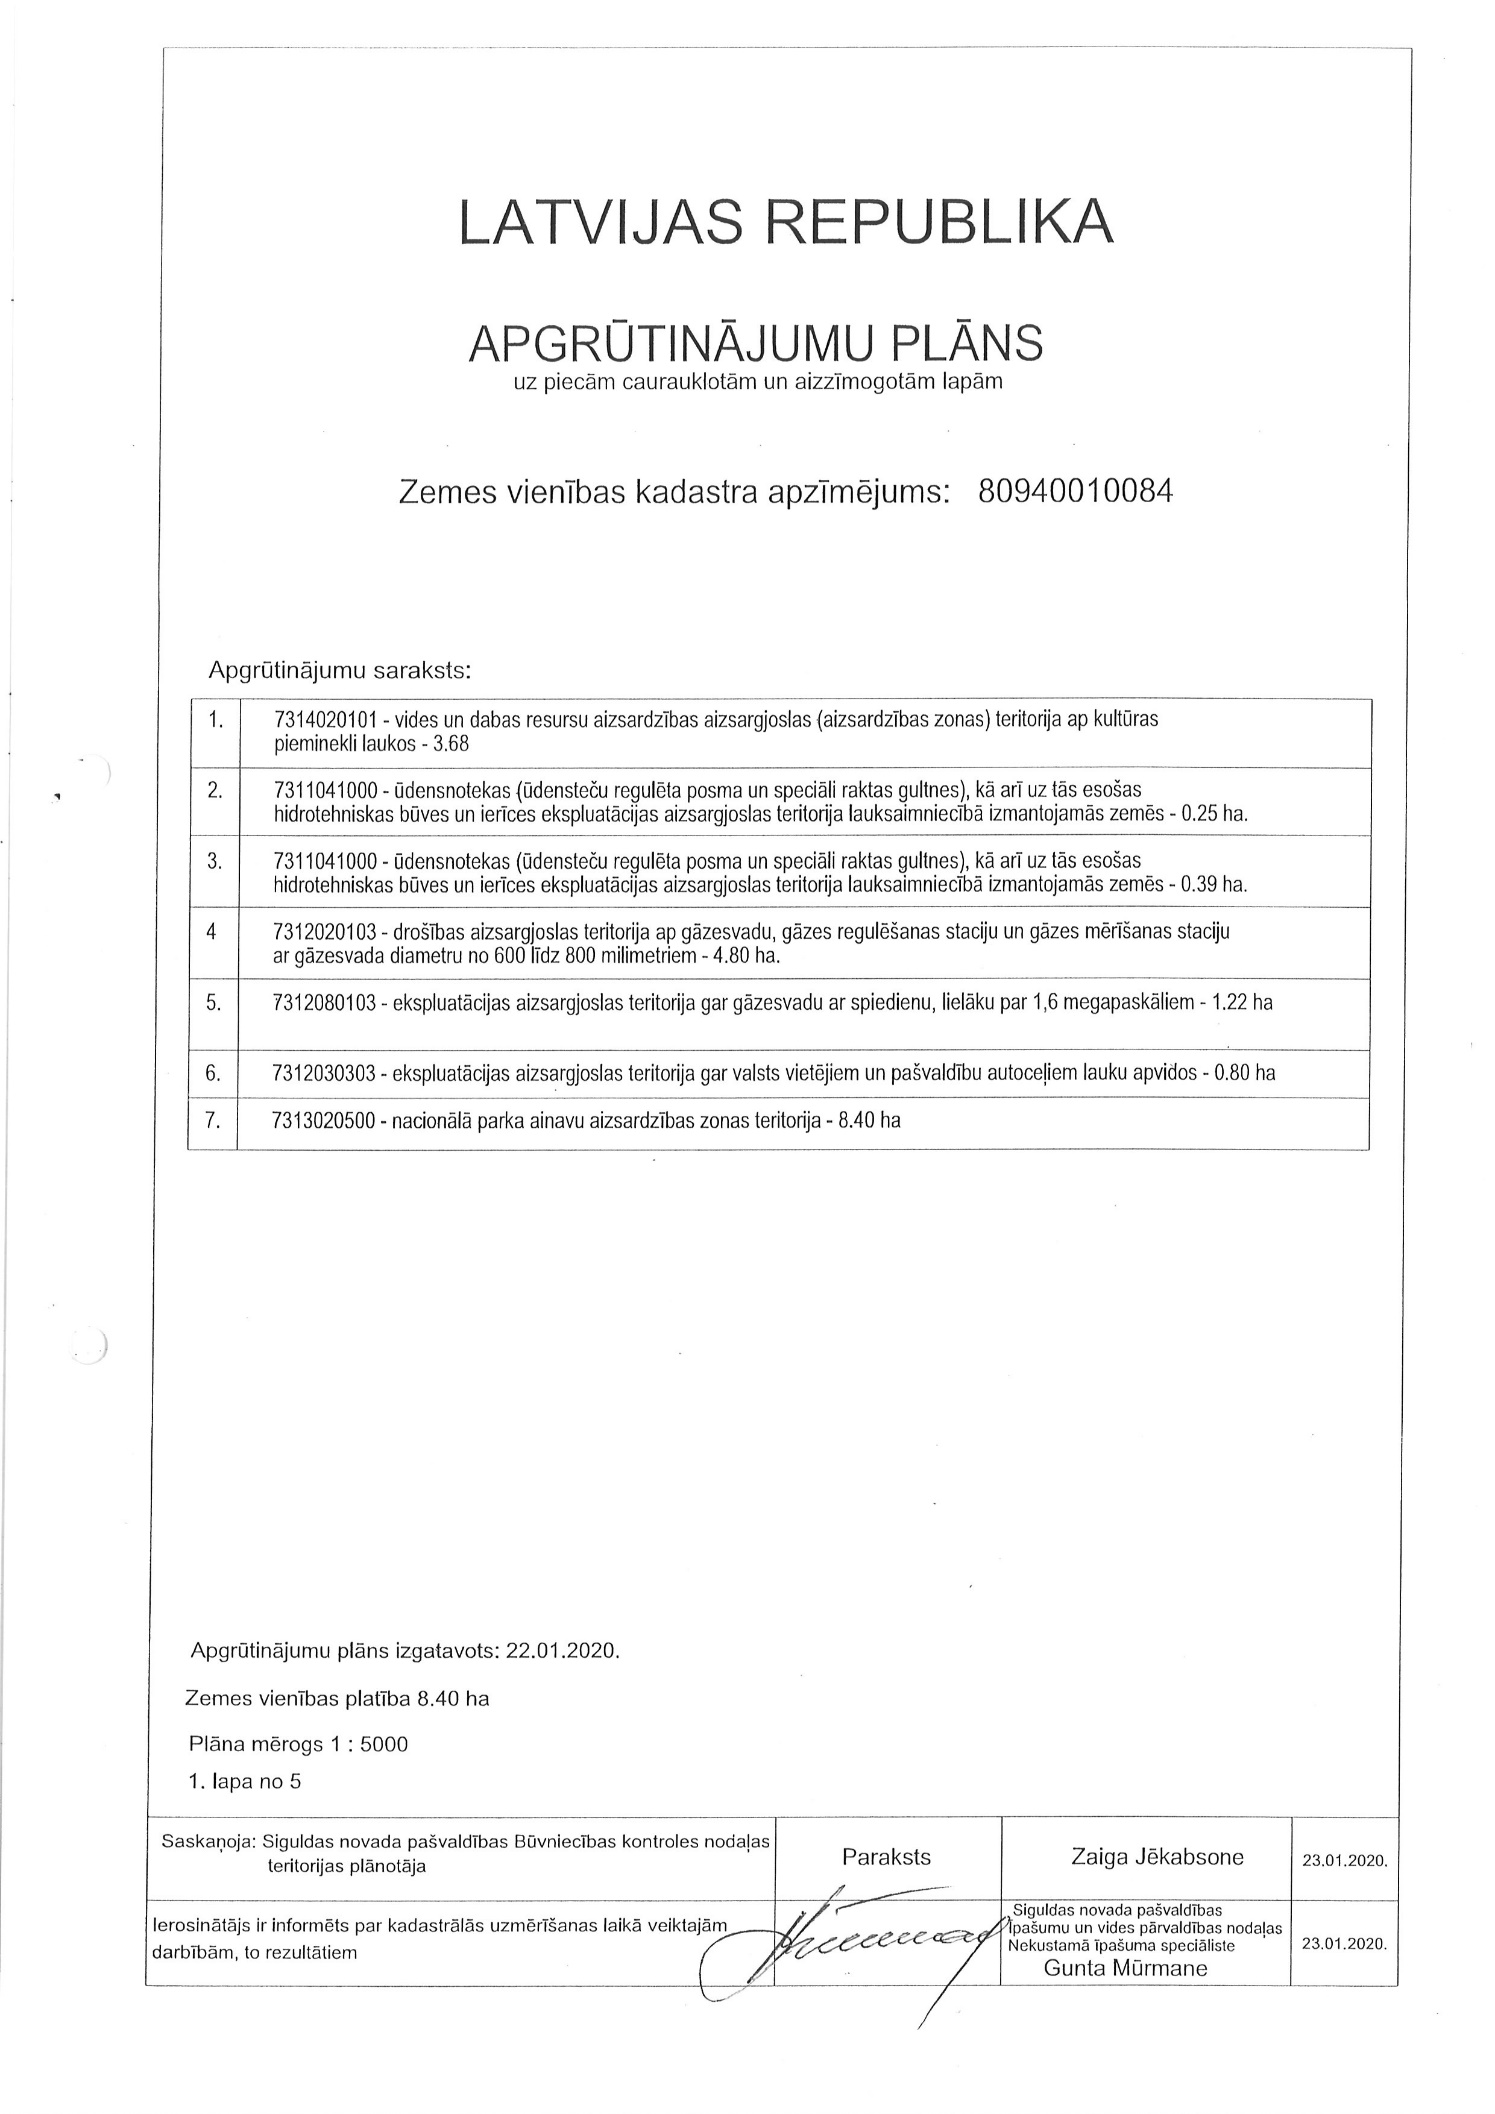 LATVIJAS REPUBLIKA
APGRŪTINĀJUMU PLĀNS
uz piecām caurauklotām un aizzīmogotām lapām
Zemes vienības kadastra apzīmējums: 80940010084
Apgrūtinājumu saraksts:
1. 7314020101 - vides un dabas resursu aizsardzības aizsargjoslas (aizsardzības zonas) teritorija ap kultūras
pieminekli laukos - 3.68
2. 7311041000 - ūdensnotekas (ūdensteču regulēta posma un speciāli raktas gultnes), kā arī uz tās esošas
hidrotehniskas būves un ierīces ekspluatācijas aizsargjoslas teritorija lauksaimniecībā izmantojamās zemēs - 0.25 ha.
3. 7311041000 - ūdensnotekas (ūdensteču regulēta posma un speciāli raktas gultnes), kā arī uz tās esošas
hidrotehniskas būves un ierīces ekspluatācijas aizsargjoslas teritorija lauksaimniecībā izmantojamās zemēs - 0.39 ha.
4 7312020103 - drošības aizsargjoslas teritorija ap gāzesvadu, gāzes regulēšanas staciju un gāzes mērīšanas staciju
ar gāzesvada diametru no 600 līdz 800 milimetriem - 4.80 ha.
5. 7312080103 - ekspluatācijas aizsargjoslas teritorija gar gāzesvadu ar spiedienu, lielāku par 1,6 megapaskāliem - 1.22 ha
6. 7312030303 - ekspluatācijas aizsargjoslas teritorija gar valsts vietējiem un pašvaldību autoceļiem lauku apvidos - 0.80 ha
7. 7313020500 - nacionālā parka ainavu aizsardzības zonas teritorija - 8.40 ha
Apgrūtinājumu plāns izgatavots: 22.01.2020.
Zemes vienības platība 8.40 ha
Plāna mērogs 1 : 5000
1. lapa no 5
Saskaņoja: Siguldas novada pašvaldības Būvniecības kontroles nodaļas
teritorijas plānotāja
Paraksts
Zaiga Jēkabsone
23.01.2020.
Ierosinātājs ir informēts par kadastrālās uzmērīšanas laikā veiktajām
darbībām, to rezultātiem
Siguldas novada pašvaldības
Īpašumu un vides pārvaldības nodaļas
Nekustamā īpašuma speciāliste
Gunta Mūrmane
23.01.2020.